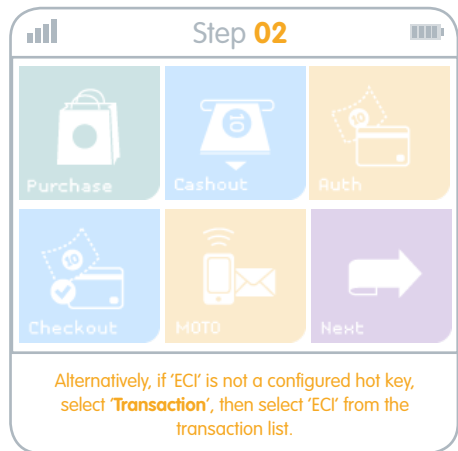 Step 02
Purchase
Cashout
Auth
Checkout
MOTO
Next
Alternatively, if ‘ECI’ is not a configured hot key,
select ‘Transaction’, then select ‘ECI’ from the
transaction list.